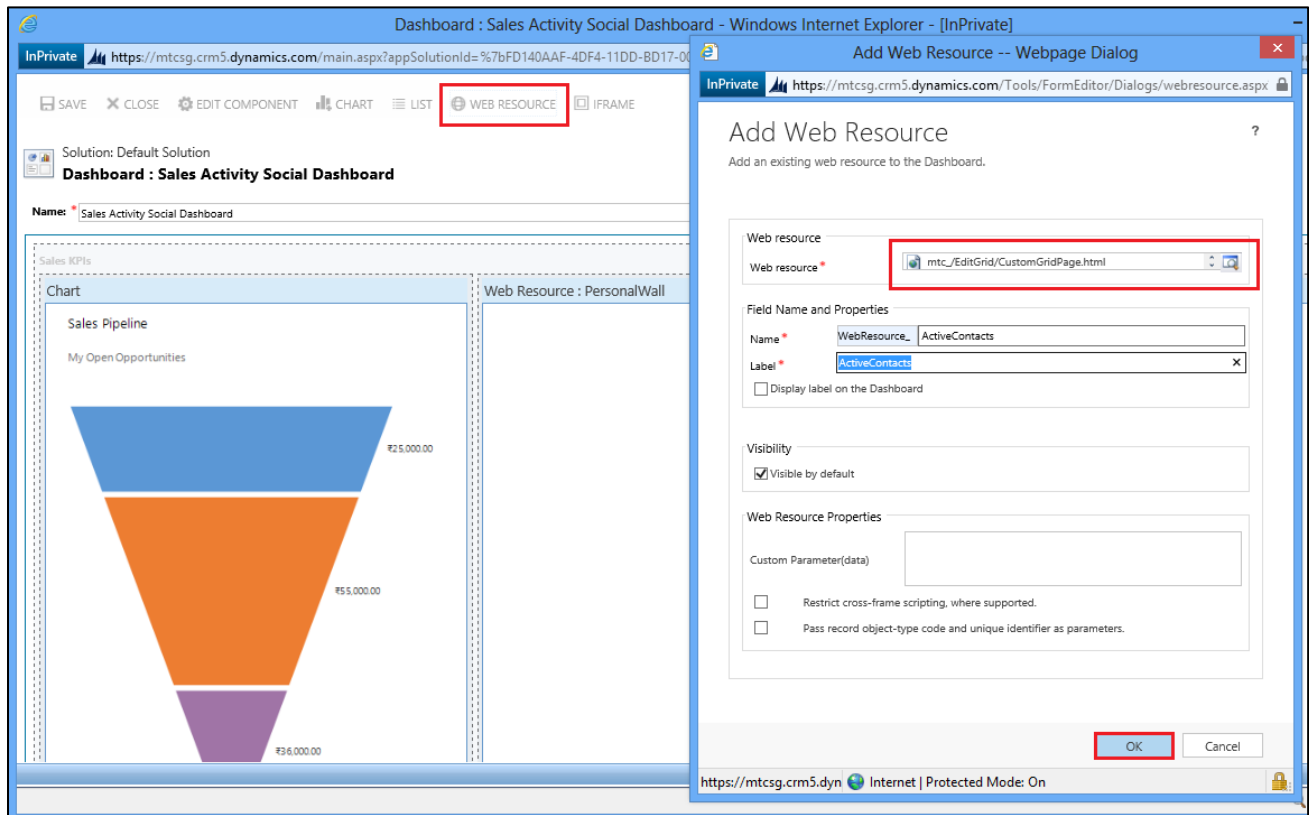 Dashboard : Sales Activity Social Dashboard - Windows Internet Explorer - [InPrivate]
InPrivate https://mtcsg.crm5.dynamics.com/main.aspx?appSolutionId=%7bFD140AAF-4DF4-11DD-BD17-00
SAVE CLOSE EDIT COMPONENT CHART LIST WEB RESOURCE IFRAME
Solution: Default Solution
Dashboard : Sales Activity Social Dashboard
Name: * Sales Activity Social Dashboard
Sales KPIs
Chart
Sales Pipeline
My Open Opportunities
₹25,000.00
₹55,000.00
₹36,000.00
Web Resource : PersonalWall
Add Web Resource -- Webpage Dialog
InPrivate https://mtcsg.crm5.dynamics.com/Tools/FormEditor/Dialogs/webresource.aspx
Add Web Resource ?
Add an existing web resource to the Dashboard.
Web resource
Web resource * mtc_/EditGrid/CustomGridPage.html
Field Name and Properties
Name * WebResource_ ActiveContacts
Label * ActiveContacts
Display label on the Dashboard
Visibility
Visible by default
Web Resource Properties
Custom Parameter(data)
Restrict cross-frame scripting, where supported.
Pass record object-type code and unique identifier as parameters.
OK Cancel
https://mtcsg.crm5.dyn Internet | Protected Mode: On